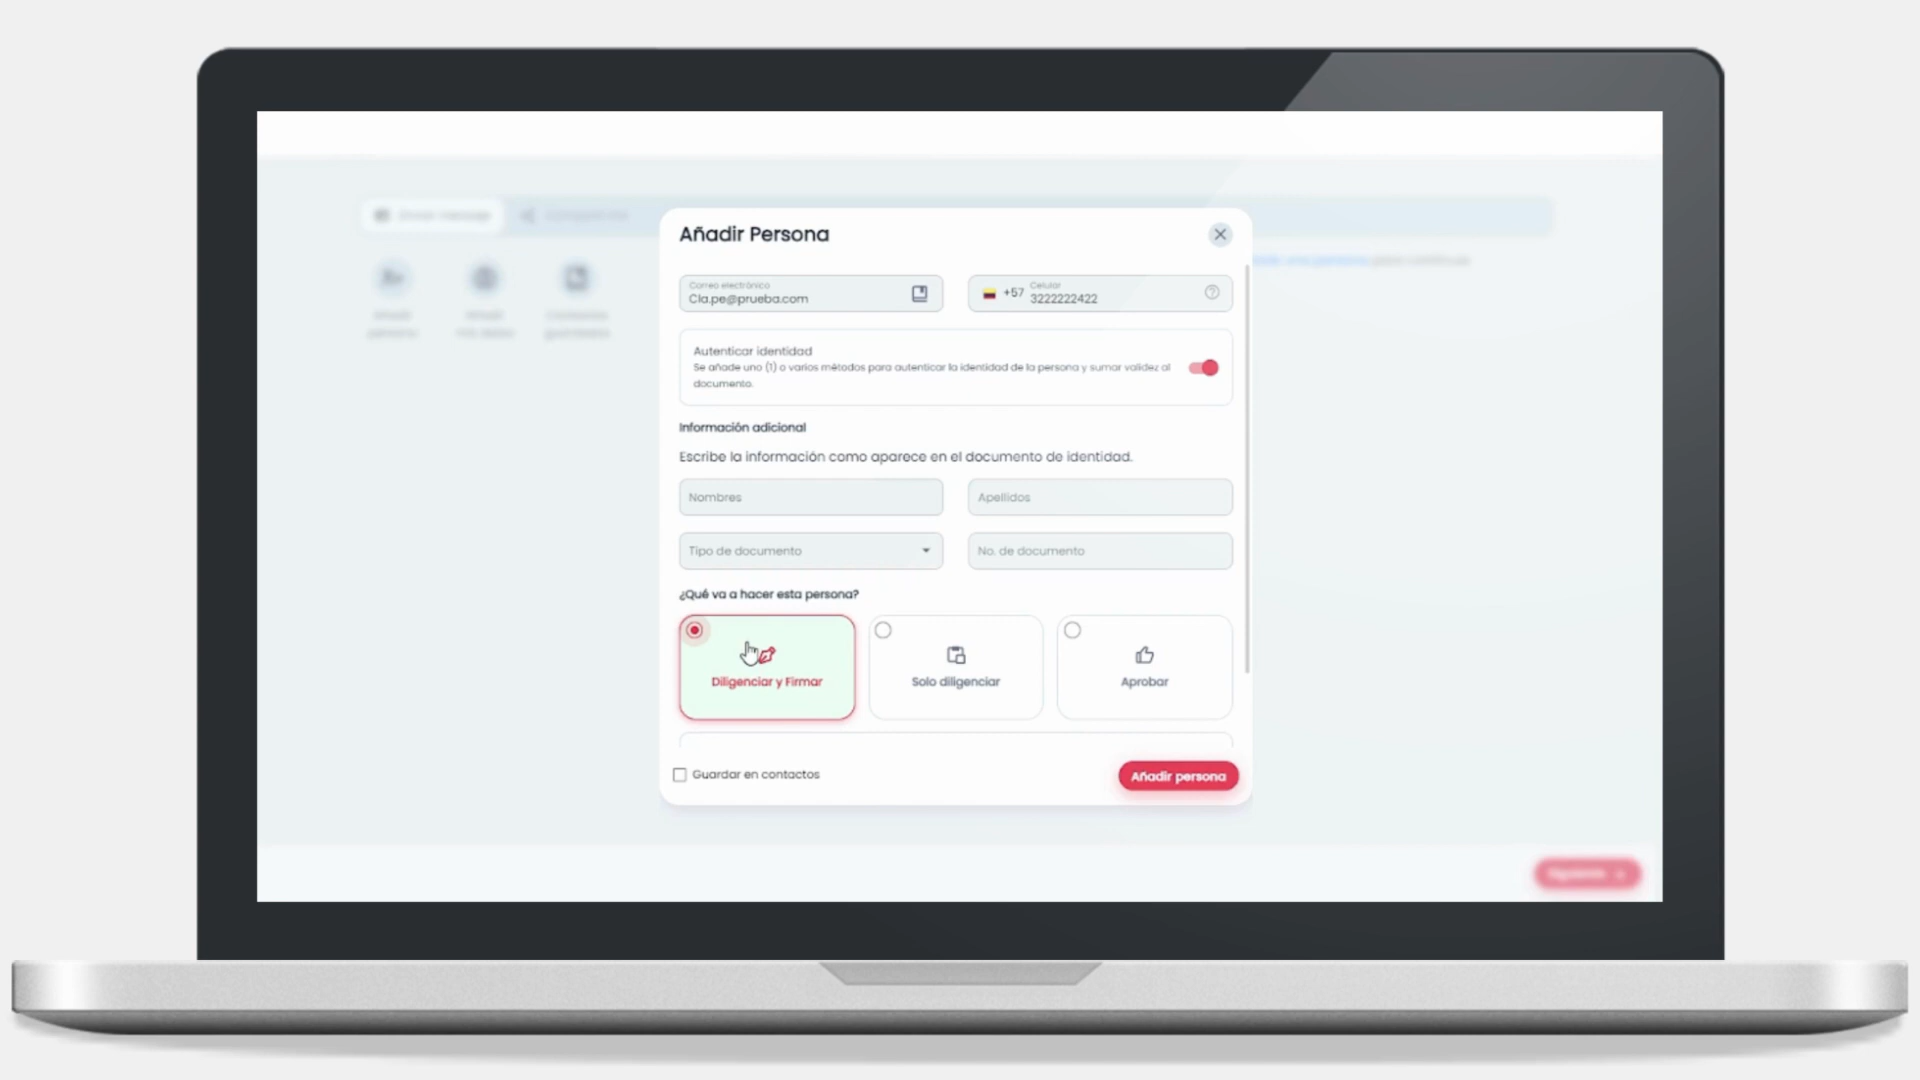 Añadir Persona
Correo electrónico
Cla.pe@prueba.com
Celular
+57 3222222422
Autenticar identidad
Se añade uno (1) o varios métodos para autenticar la identidad de la persona y sumar validez al
documento.
Información adicional
Escribe la información como aparece en el documento de identidad.
Nombres
Apellidos
Tipo de documento
No. de documento
¿Qué va a hacer esta persona?
Diligenciar y Firmar
Solo diligenciar
Aprobar
Guardar en contactos
Añadir persona